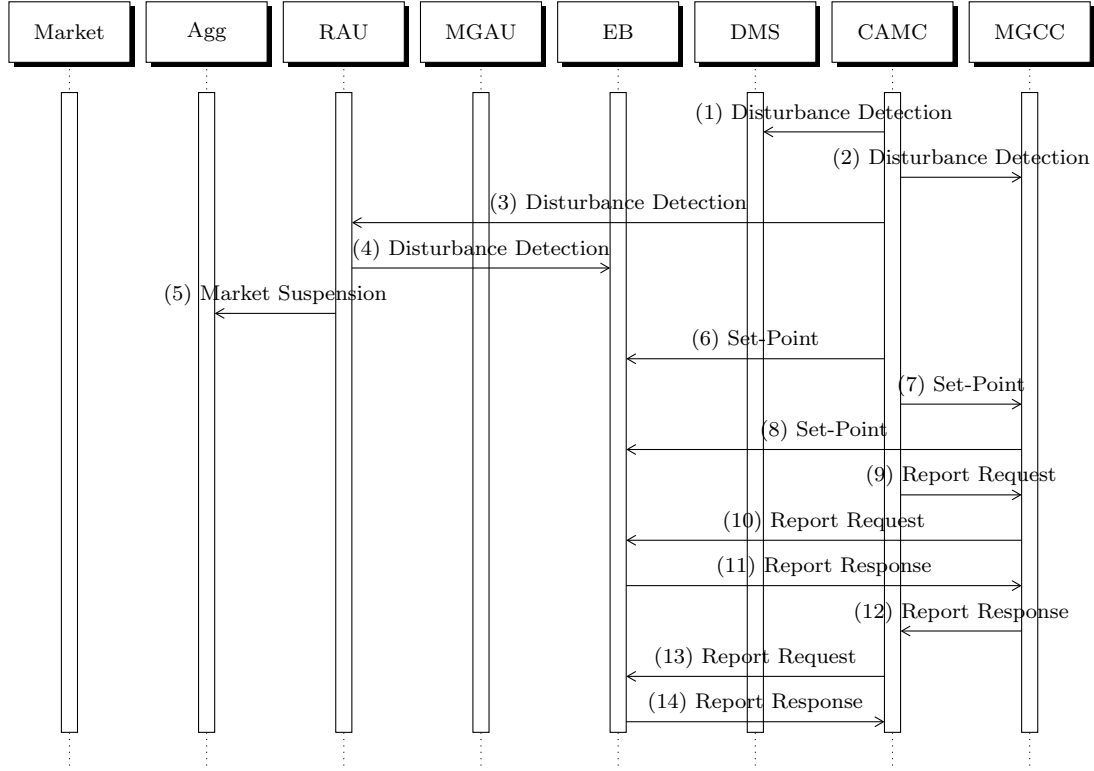 Market
Agg
RAU
MGAU
EB
DMS
CAMC
MGCC
(1) Disturbance Detection
(2) Disturbance Detection
(3) Disturbance Detection
(4) Disturbance Detection
(5) Market Suspension
(6) Set-Point
(7) Set-Point
(8) Set-Point
(9) Report Request
(10) Report Request
(11) Report Response
(12) Report Response
(13) Report Request
(14) Report Response